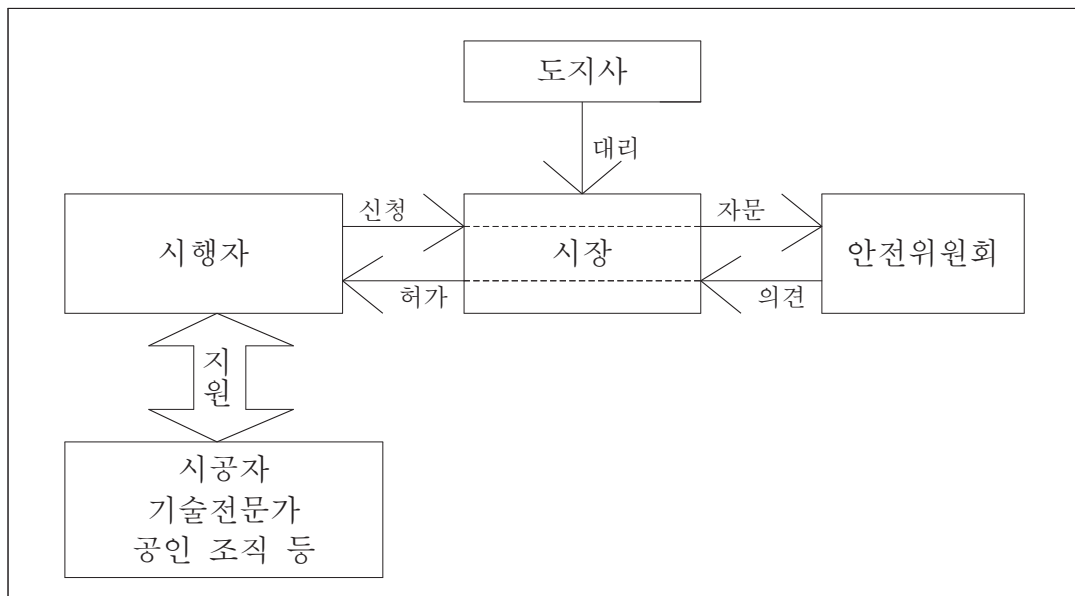 도지사
대리
신청
자문
시행자
시장
안전위원회
허가
의견
지
원
시공자
기술전문가
공인 조직 등